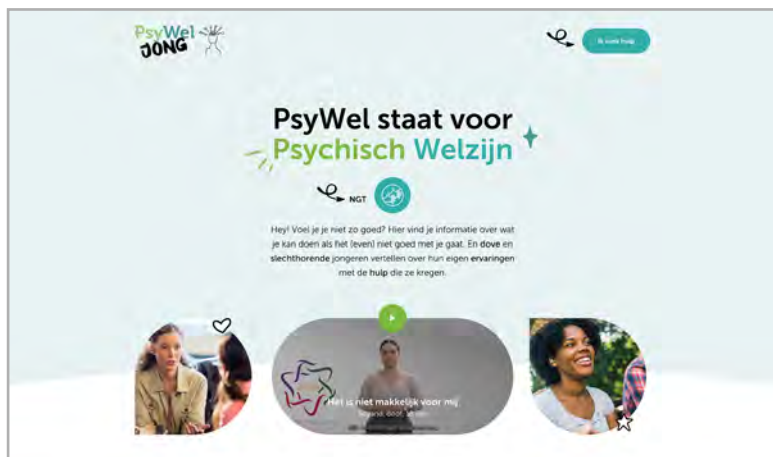 PsyWel
JONG
Ik zoek hulp
PsyWel staat voor
Psychisch Welzijn
NGT
Hey! Voel je je niet zo goed? Hier vind je informatie over wat
je kan doen als het (even) niet goed met je gaat. En dove en
slechthorende jongeren vertellen over hun eigen ervaringen
met de hulp die ze kregen.
Het is niet makkelijk voor mij